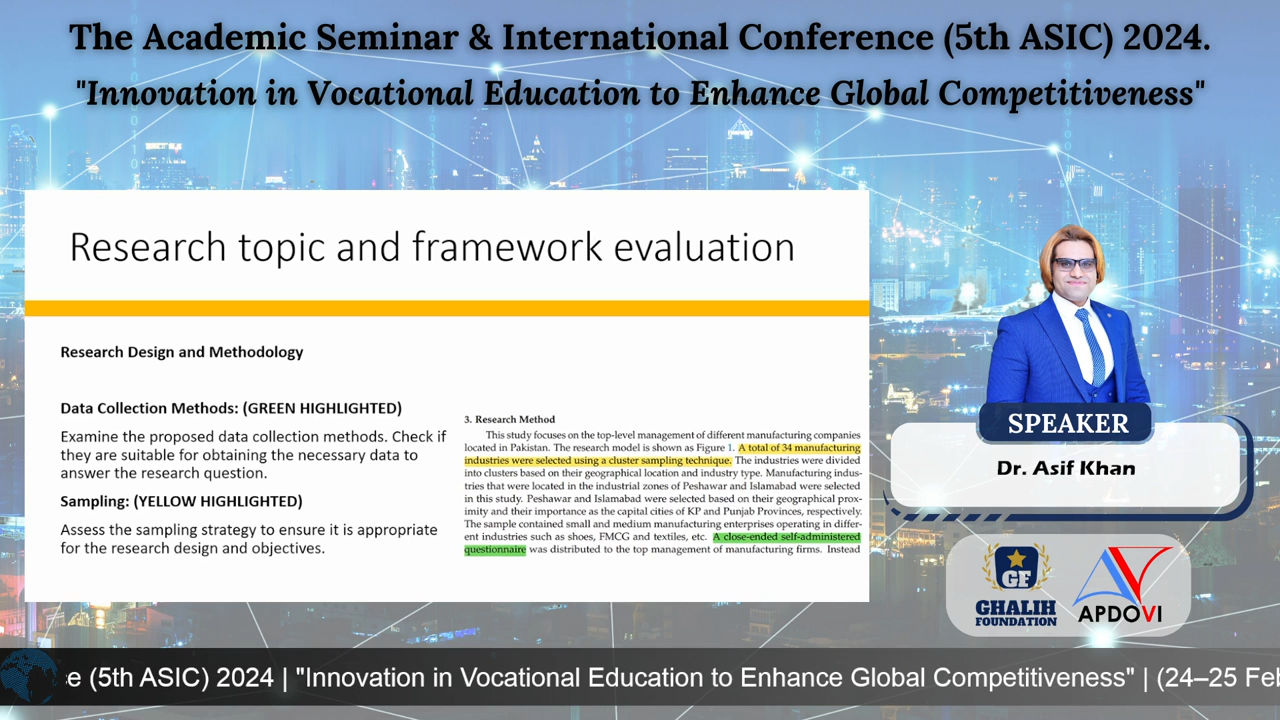 The Academic Seminar & International Conference (5th ASIC) 2024.
"Innovation in Vocational Education to Enhance Global Competitiveness"
Research topic and framework evaluation
Research Design and Methodology
Data Collection Methods: (GREEN HIGHLIGHTED)
Examine the proposed data collection methods. Check if
they are suitable for obtaining the necessary data to
answer the research question.
Sampling: (YELLOW HIGHLIGHTED)
Assess the sampling strategy to ensure it is appropriate
for the research design and objectives.
3. Research Method
This study focuses on the top-level management of different manufacturing companies
located in Pakistan. The research model is shown as Figure 1. A total of 34 manufacturing
industries were selected using a cluster sampling technique. The industries were divided
into clusters based on their geographical location and industry type. Manufacturing indus-
tries that were located in the industrial zones of Peshawar and Islamabad were selected
in this study. Peshawar and Islamabad were selected based on their geographical prox-
imity and their importance as the capital cities of KP and Punjab Provinces, respectively.
The sample contained small and medium manufacturing enterprises operating in differ-
ent industries such as shoes, FMCG and textiles, etc. A close-ended self-administered
questionnaire was distributed to the top management of manufacturing firms. Instead
SPEAKER
Dr. Asif Khan
GF
GHALIH
FOUNDATION
APDOVI
ce (5th ASIC) 2024 | "Innovation in Vocational Education to Enhance Global Competitiveness" | (24–25 Feb